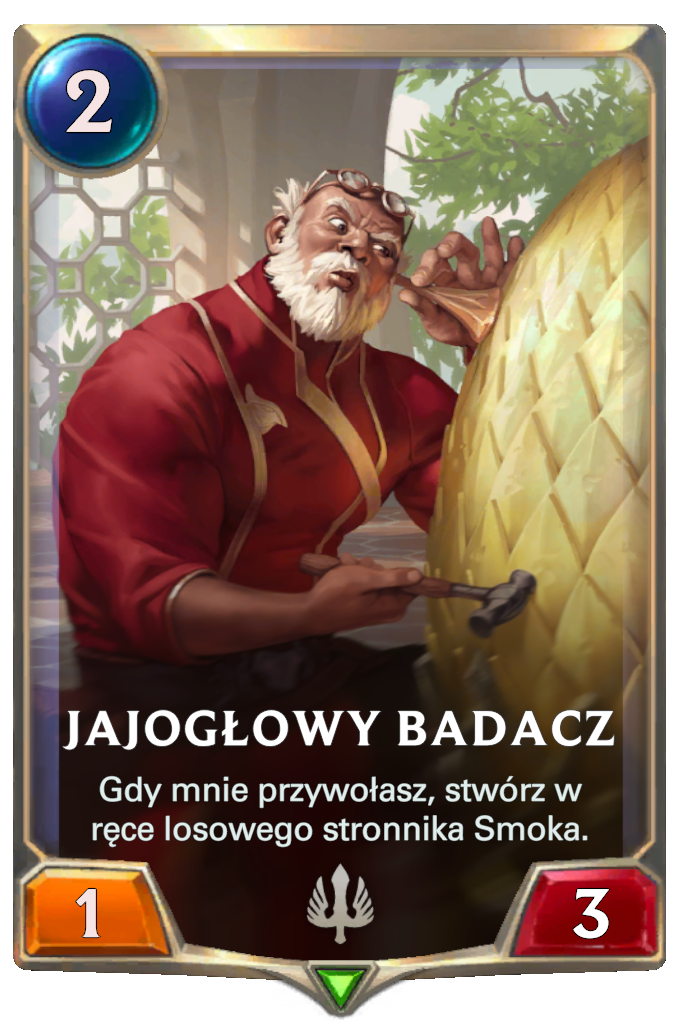 2
JAJOGŁOWY BADACZ
Gdy mnie przywołasz, stwórz w
ręce losowego stronnika Smoka.
1
3